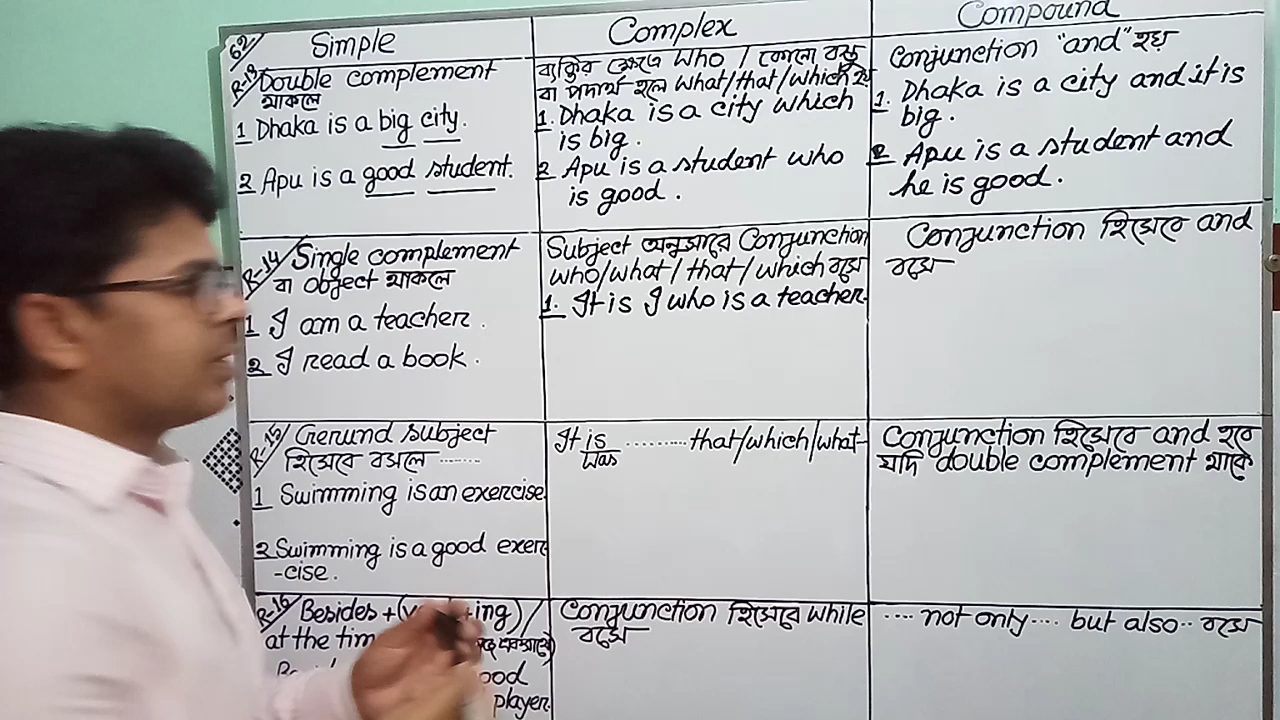 62
Simple
Complex
Compound
R-13 Double complement
থাকলে
1 Dhaka is a big city.
2 Apu is a good student.
ব্যক্তির ক্ষেত্রে Who / কোনো বস্তু
বা পদার্থ হলে what/that/which হয়
1. Dhaka is a city which
is big.
2 Apu is a student who
is good.
Conjunction "and" হয়
1. Dhaka is a city and it is
big.
2 Apu is a student and
he is good.
R-14 Single complement
বা object থাকলে
1 I am a teacher.
2 I read a book.
Subject অনুসারে Conjunction
who/what/that/which বসে
1. It is I who is a teacher.
Conjunction হিসেবে and
বসে
R-15 Gerund subject
হিসেবে বসলে ........
1 Swimming is an exercise
2 Swimming is a good exer-
-cise.
It is ......... that/which/what-
was
Conjunction হিসেবে and হবে
যদি double complement থাকে
R-16 Besides + ing) /
at the
player.
Conjunction হিসেবে while
বসে
.... not only .... but also .. বসে